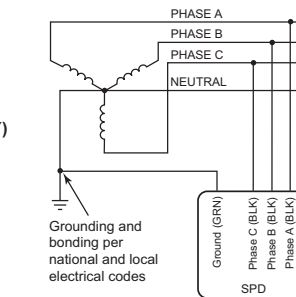 PHASE A
PHASE B
PHASE C
NEUTRAL
)
Grounding and
bonding per
national and local
electrical codes
Ground (GRN)
Phase C (BLK)
Phase B (BLK)
Phase A (BLK)
SPD